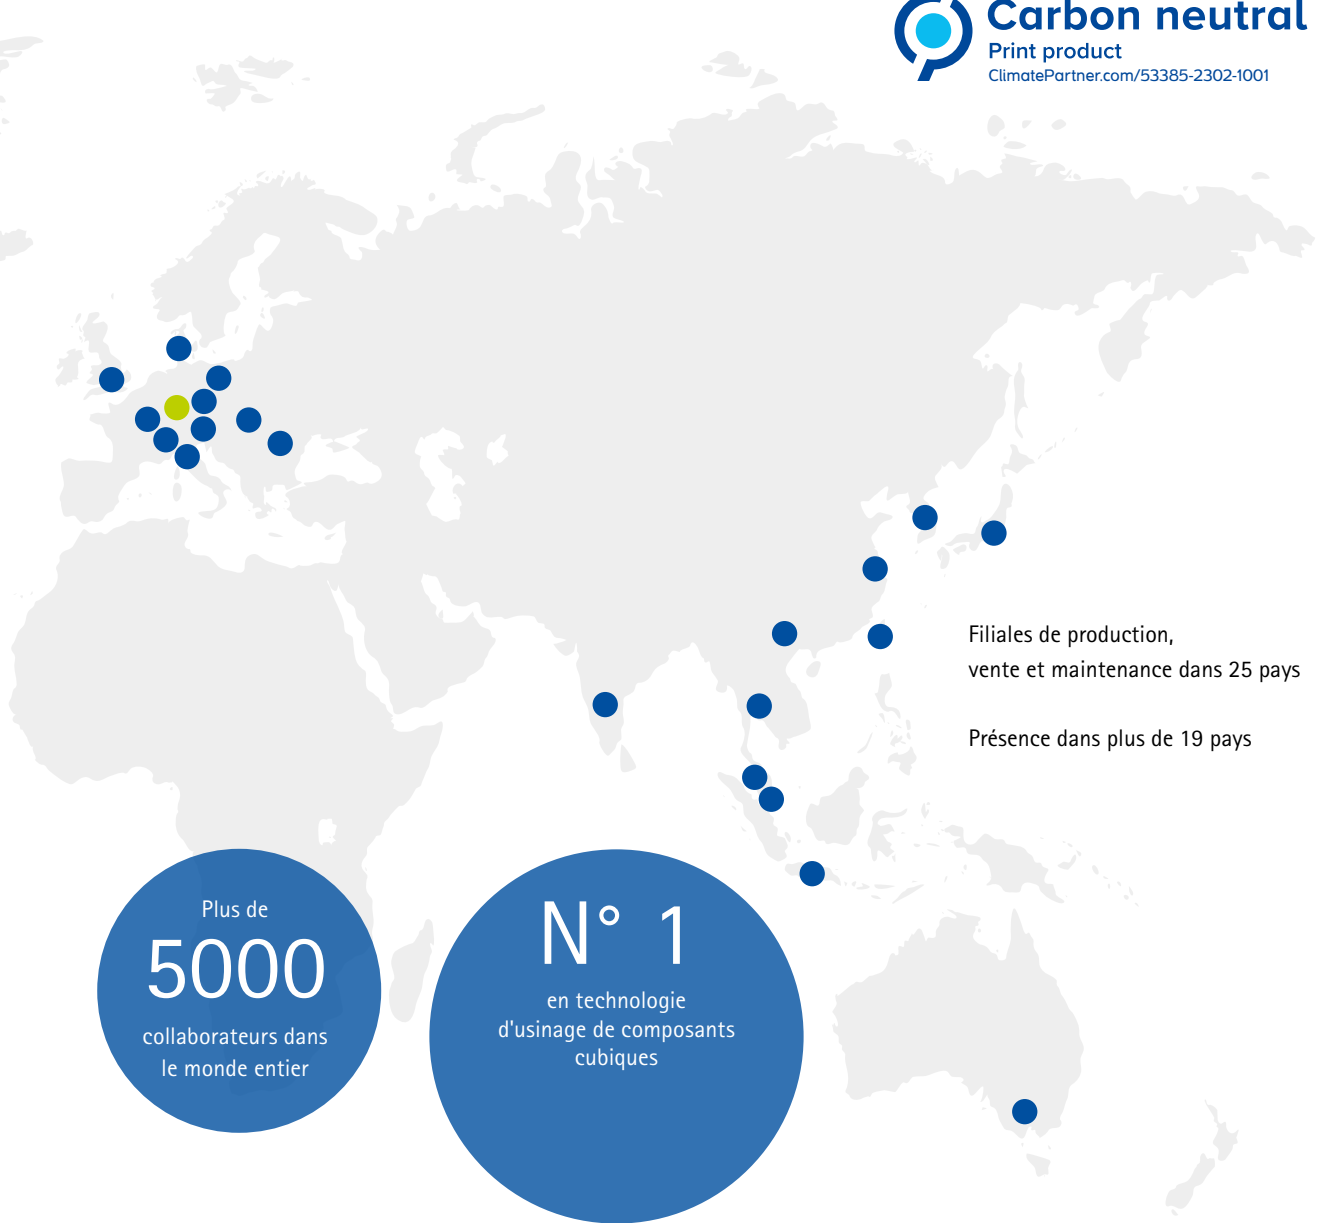 Carbon neutral
Print product
ClimatePartner.com/53385-2302-1001
Filiales de production,
vente et maintenance dans 25 pays
Présence dans plus de 19 pays
Plus de
5000
collaborateurs dans
le monde entier
N° 1
en technologie
d'usinage de composants
cubiques